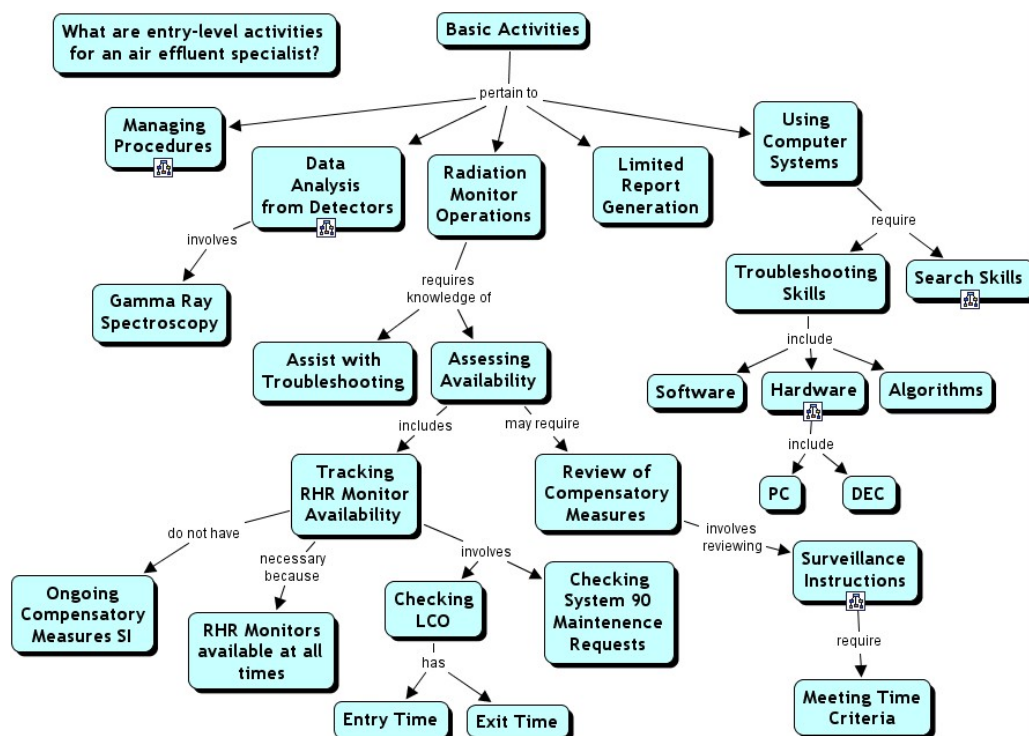 What are entry-level activities
for an air effluent specialist?
Basic Activities
pertain to
Managing
Procedures
Data
Analysis
from Detectors
Radiation
Monitor
Operations
Limited
Report
Generation
Using
Computer
Systems
involves
requires
knowledge of
require
Gamma Ray
Spectroscopy
Troubleshooting
Skills
Search Skills
Assist with
Troubleshooting
Assessing
Availability
include
Software
Hardware
Algorithms
includes
may require
include
Tracking
RHR Monitor
Availability
Review of
Compensatory
Measures
PC
DEC
do not have
necessary
because
involves
involves
reviewing
Ongoing
Compensatory
Measures SI
RHR Monitors
available at all
times
Checking
LCO
Checking
System 90
Maintenence
Requests
Surveillance
Instructions
has
require
Entry Time
Exit Time
Meeting Time
Criteria